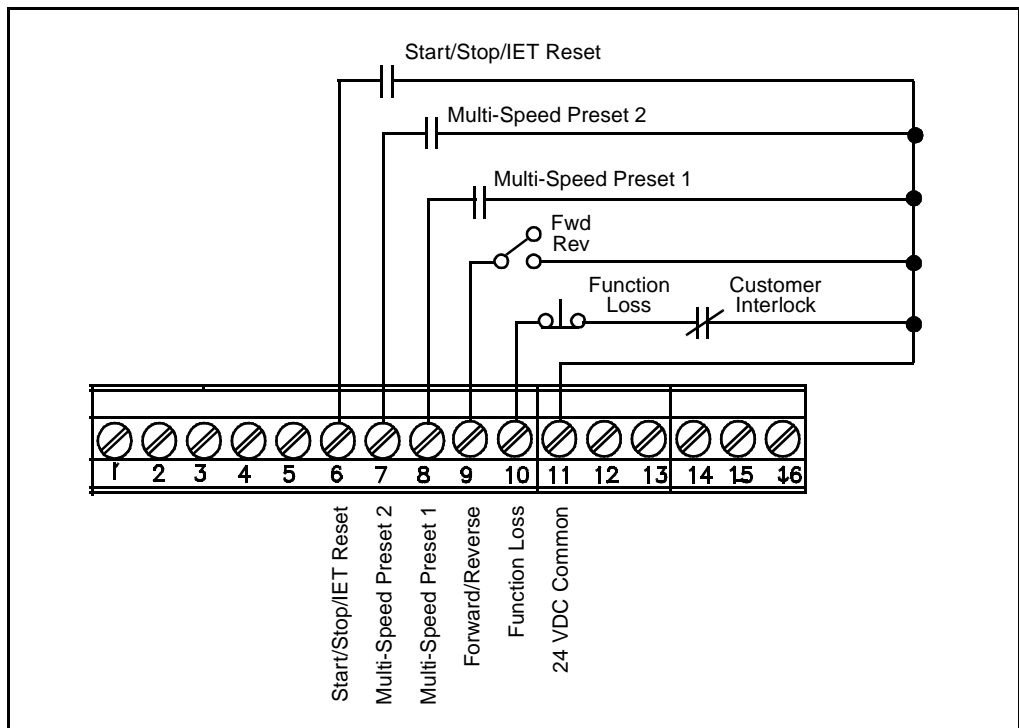 Start/Stop/IET Reset
Multi-Speed Preset 2
Multi-Speed Preset 1
Fwd
Rev
Function
Loss
Customer
Interlock
1 2 3 4 5 6 7 8 9 10 11 12 13 14 15 16
Start/Stop/IET Reset
Multi-Speed Preset 2
Multi-Speed Preset 1
Forward/Reverse
Function Loss
24 VDC Common